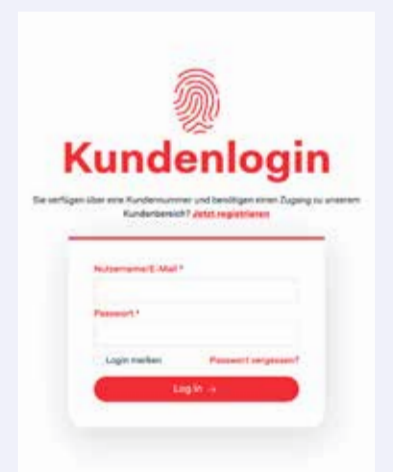 Kundenlogin
Sie verfügen über eine Kundennummer und benötigen einen Zugang zu unserem
Kundenbereich? Jetzt registrieren
Nutzername/E-Mail *
Passwort *
Login merken
Passwort vergessen?
Log in →